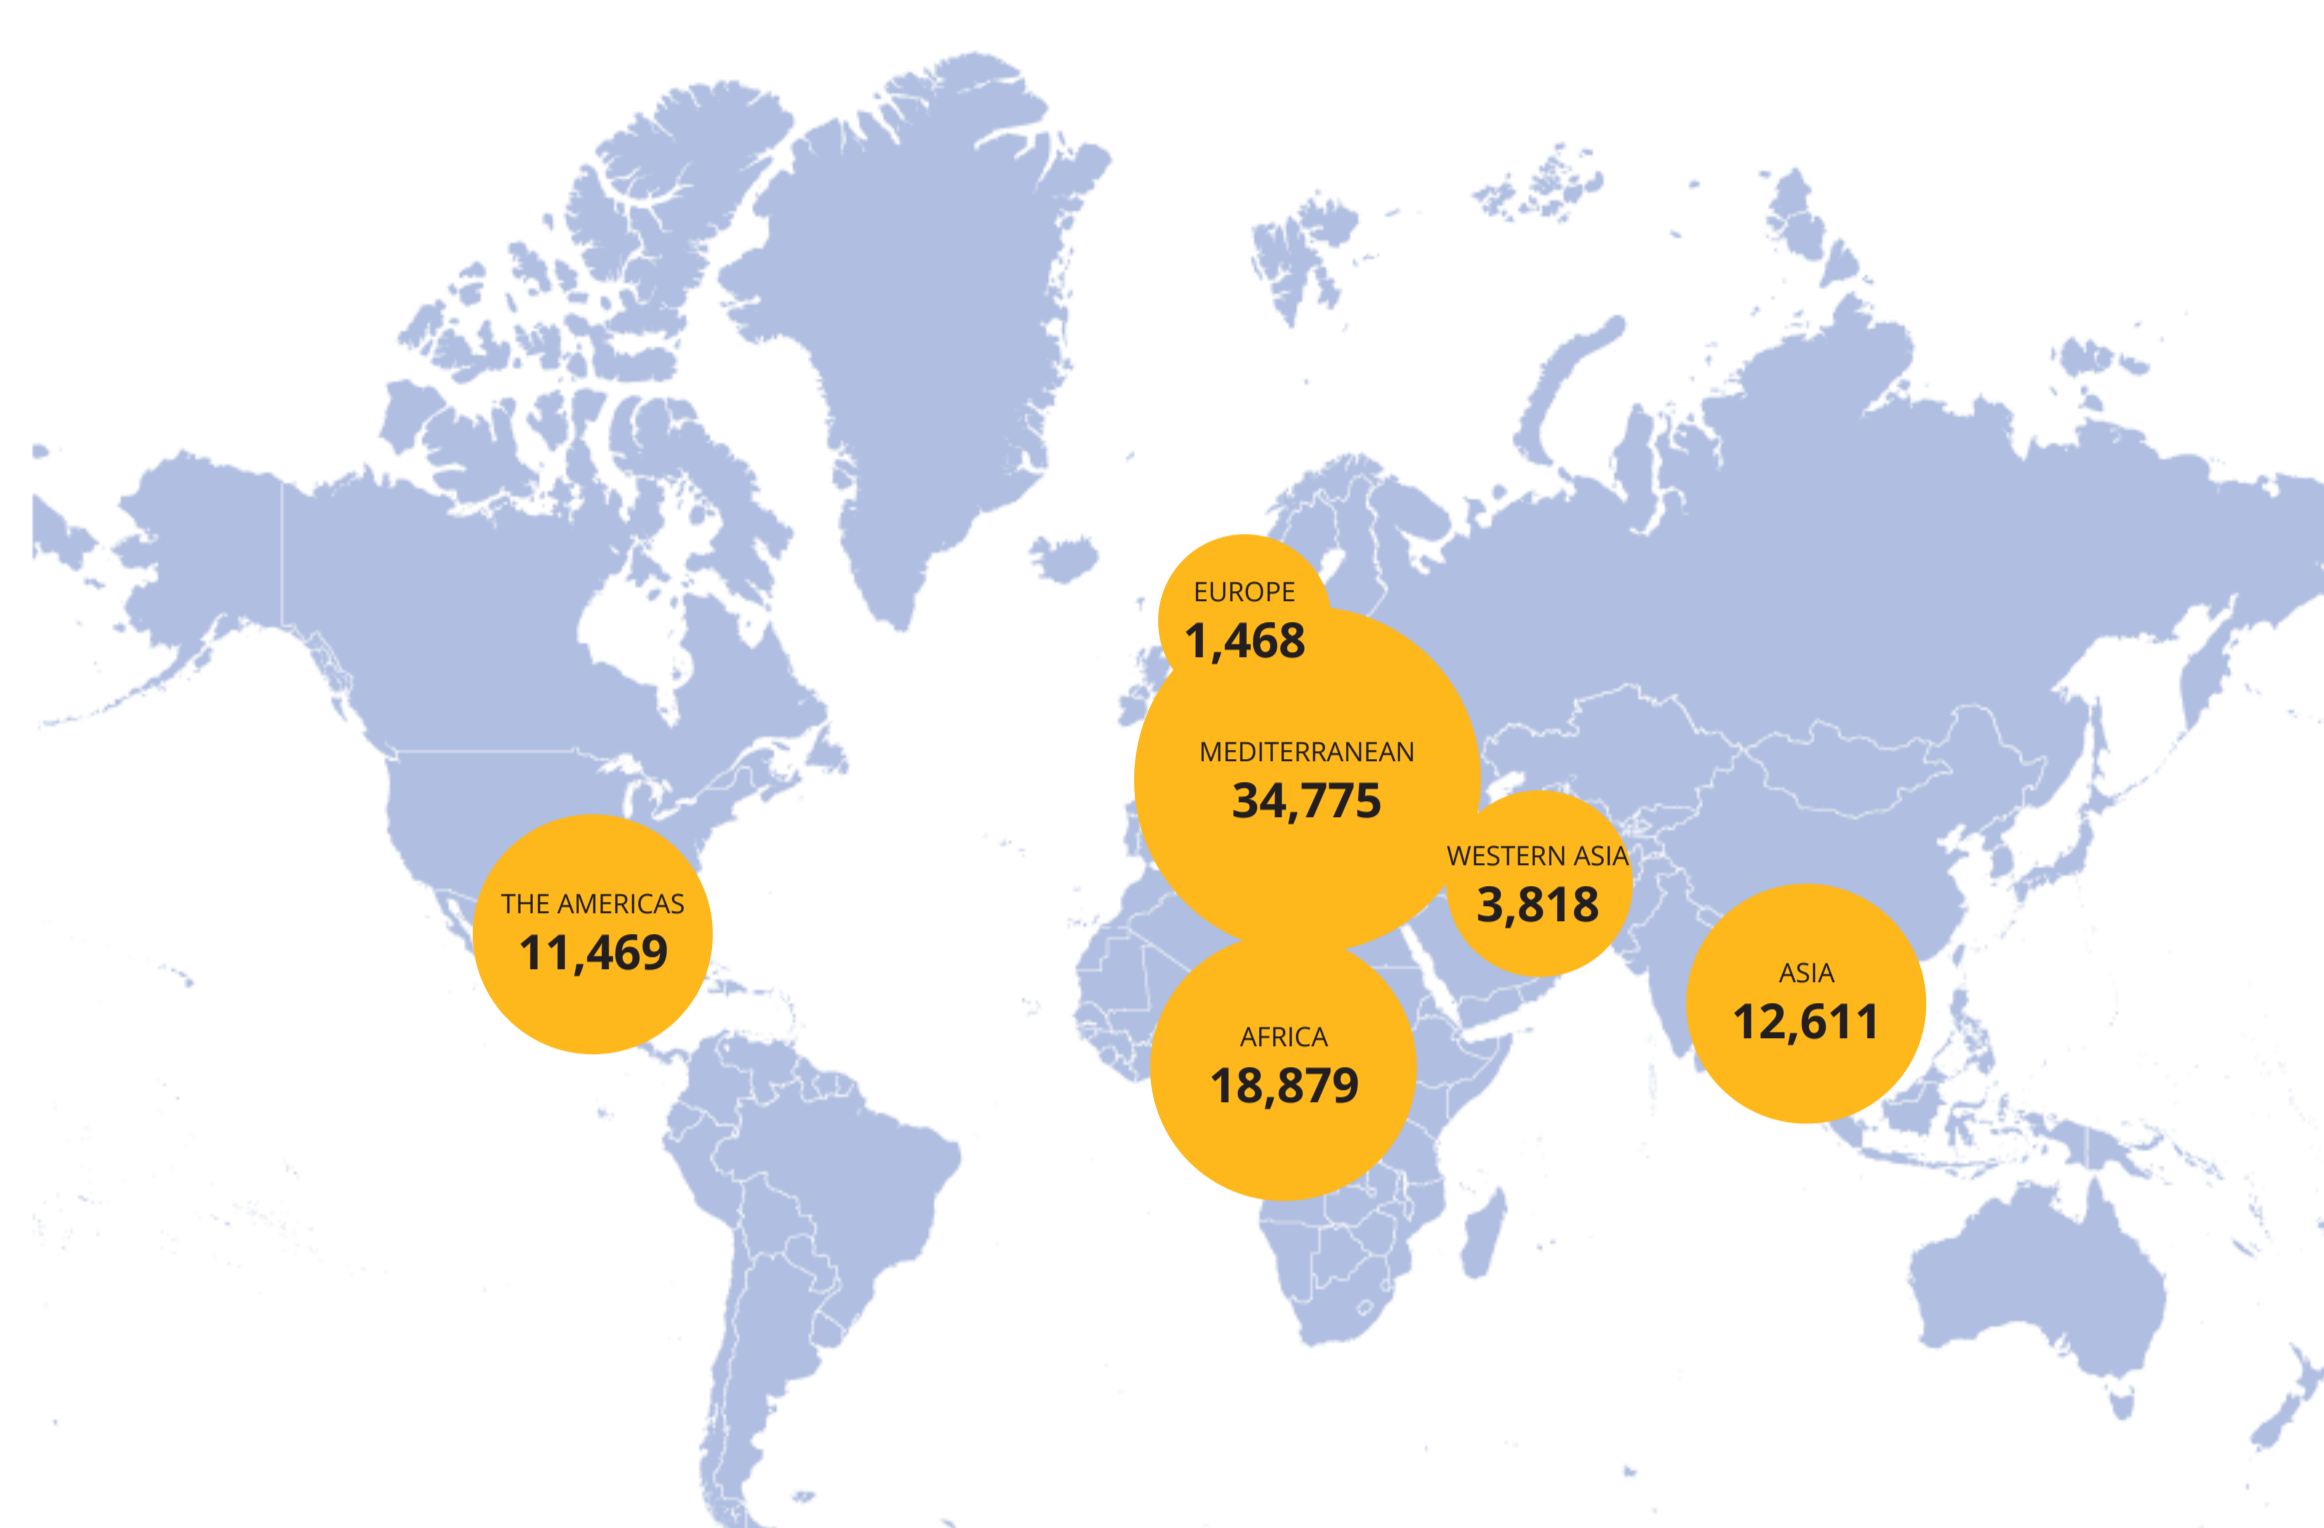 EUROPE
1,468
MEDITERRANEAN
34,775
WESTERN ASIA
3,818
THE AMERICAS
11,469
ASIA
12,611
AFRICA
18,879